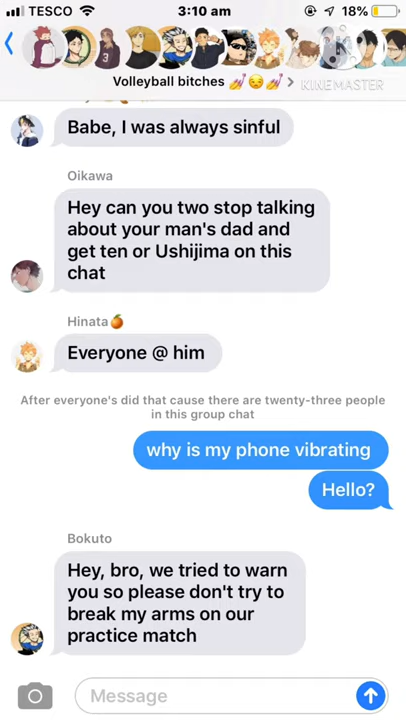 TESCO 3:10 am 18%
Volleyball bitches 💅😏💅 >
KINEMASTER
Babe, I was always sinful
Oikawa
Hey can you two stop talking
about your man's dad and
get ten or Ushijima on this
chat
Hinata🍊
Everyone @ him
After everyone's did that cause there are twenty-three people
in this group chat
why is my phone vibrating
Hello?
Bokuto
Hey, bro, we tried to warn
you so please don't try to
break my arms on our
practice match
Message